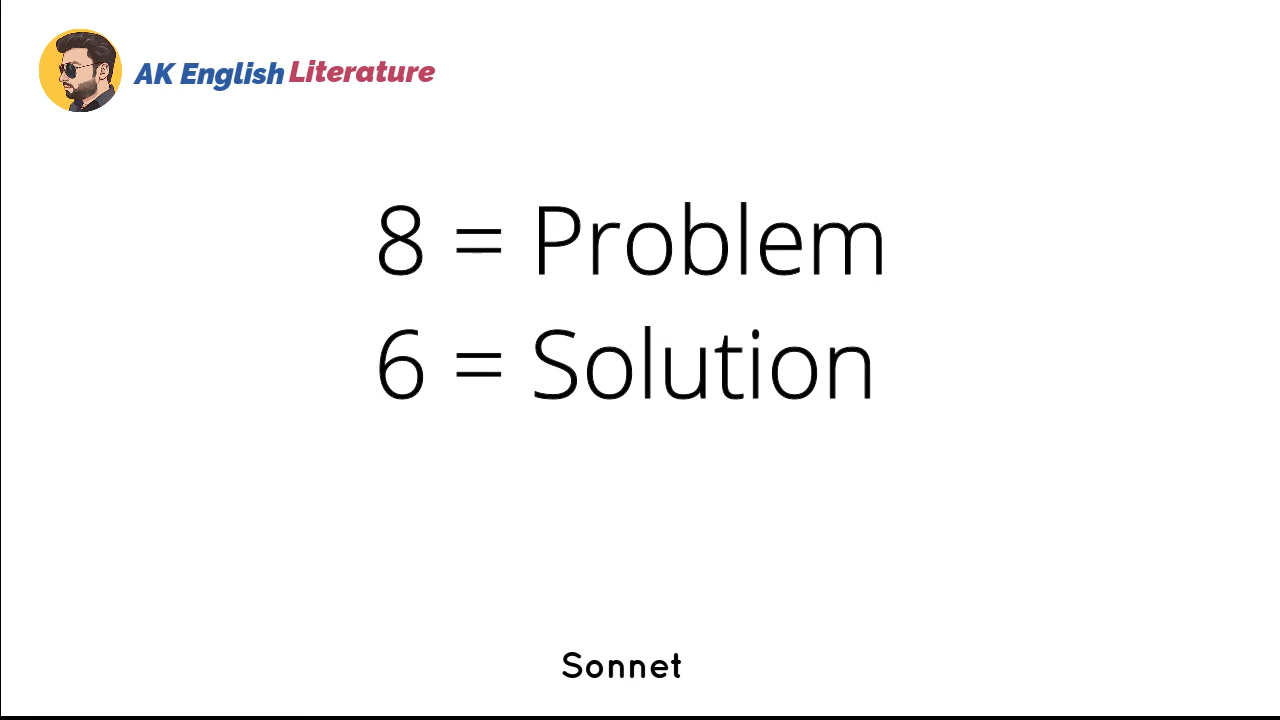 AK English Literature
8 = Problem
6 = Solution
Sonnet